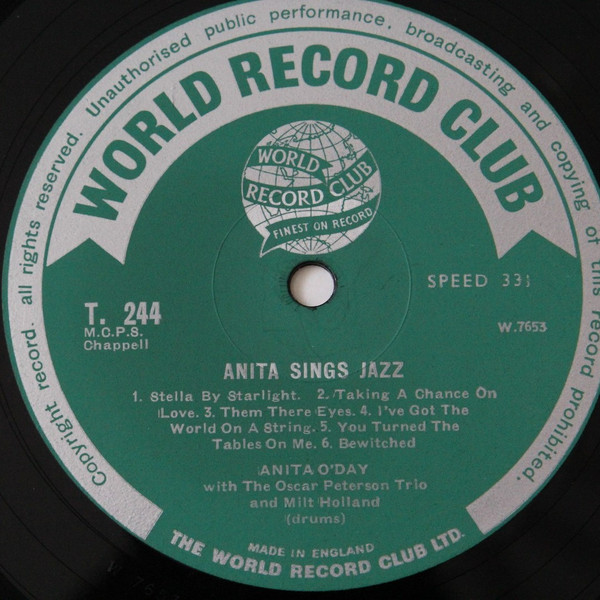 Copyright record. all rights reserved. Unauthorised public performance, broadcasting and copying of this record prohibited.
WORLD RECORD CLUB
WORLD
RECORD CLUB
FINEST ON RECORD
T. 244
M.C.P.S.
Chappell
SPEED 33⅓
W.7653
ANITA SINGS JAZZ
1. Stella By Starlight. 2. Taking A Chance On
Love. 3. Them There Eyes. 4. I've Got The
World On A String. 5. You Turned The
Tables On Me. 6. Bewitched
ANITA O'DAY
with The Oscar Peterson Trio
and Milt Holland
(drums)
MADE IN ENGLAND
THE WORLD RECORD CLUB LTD.